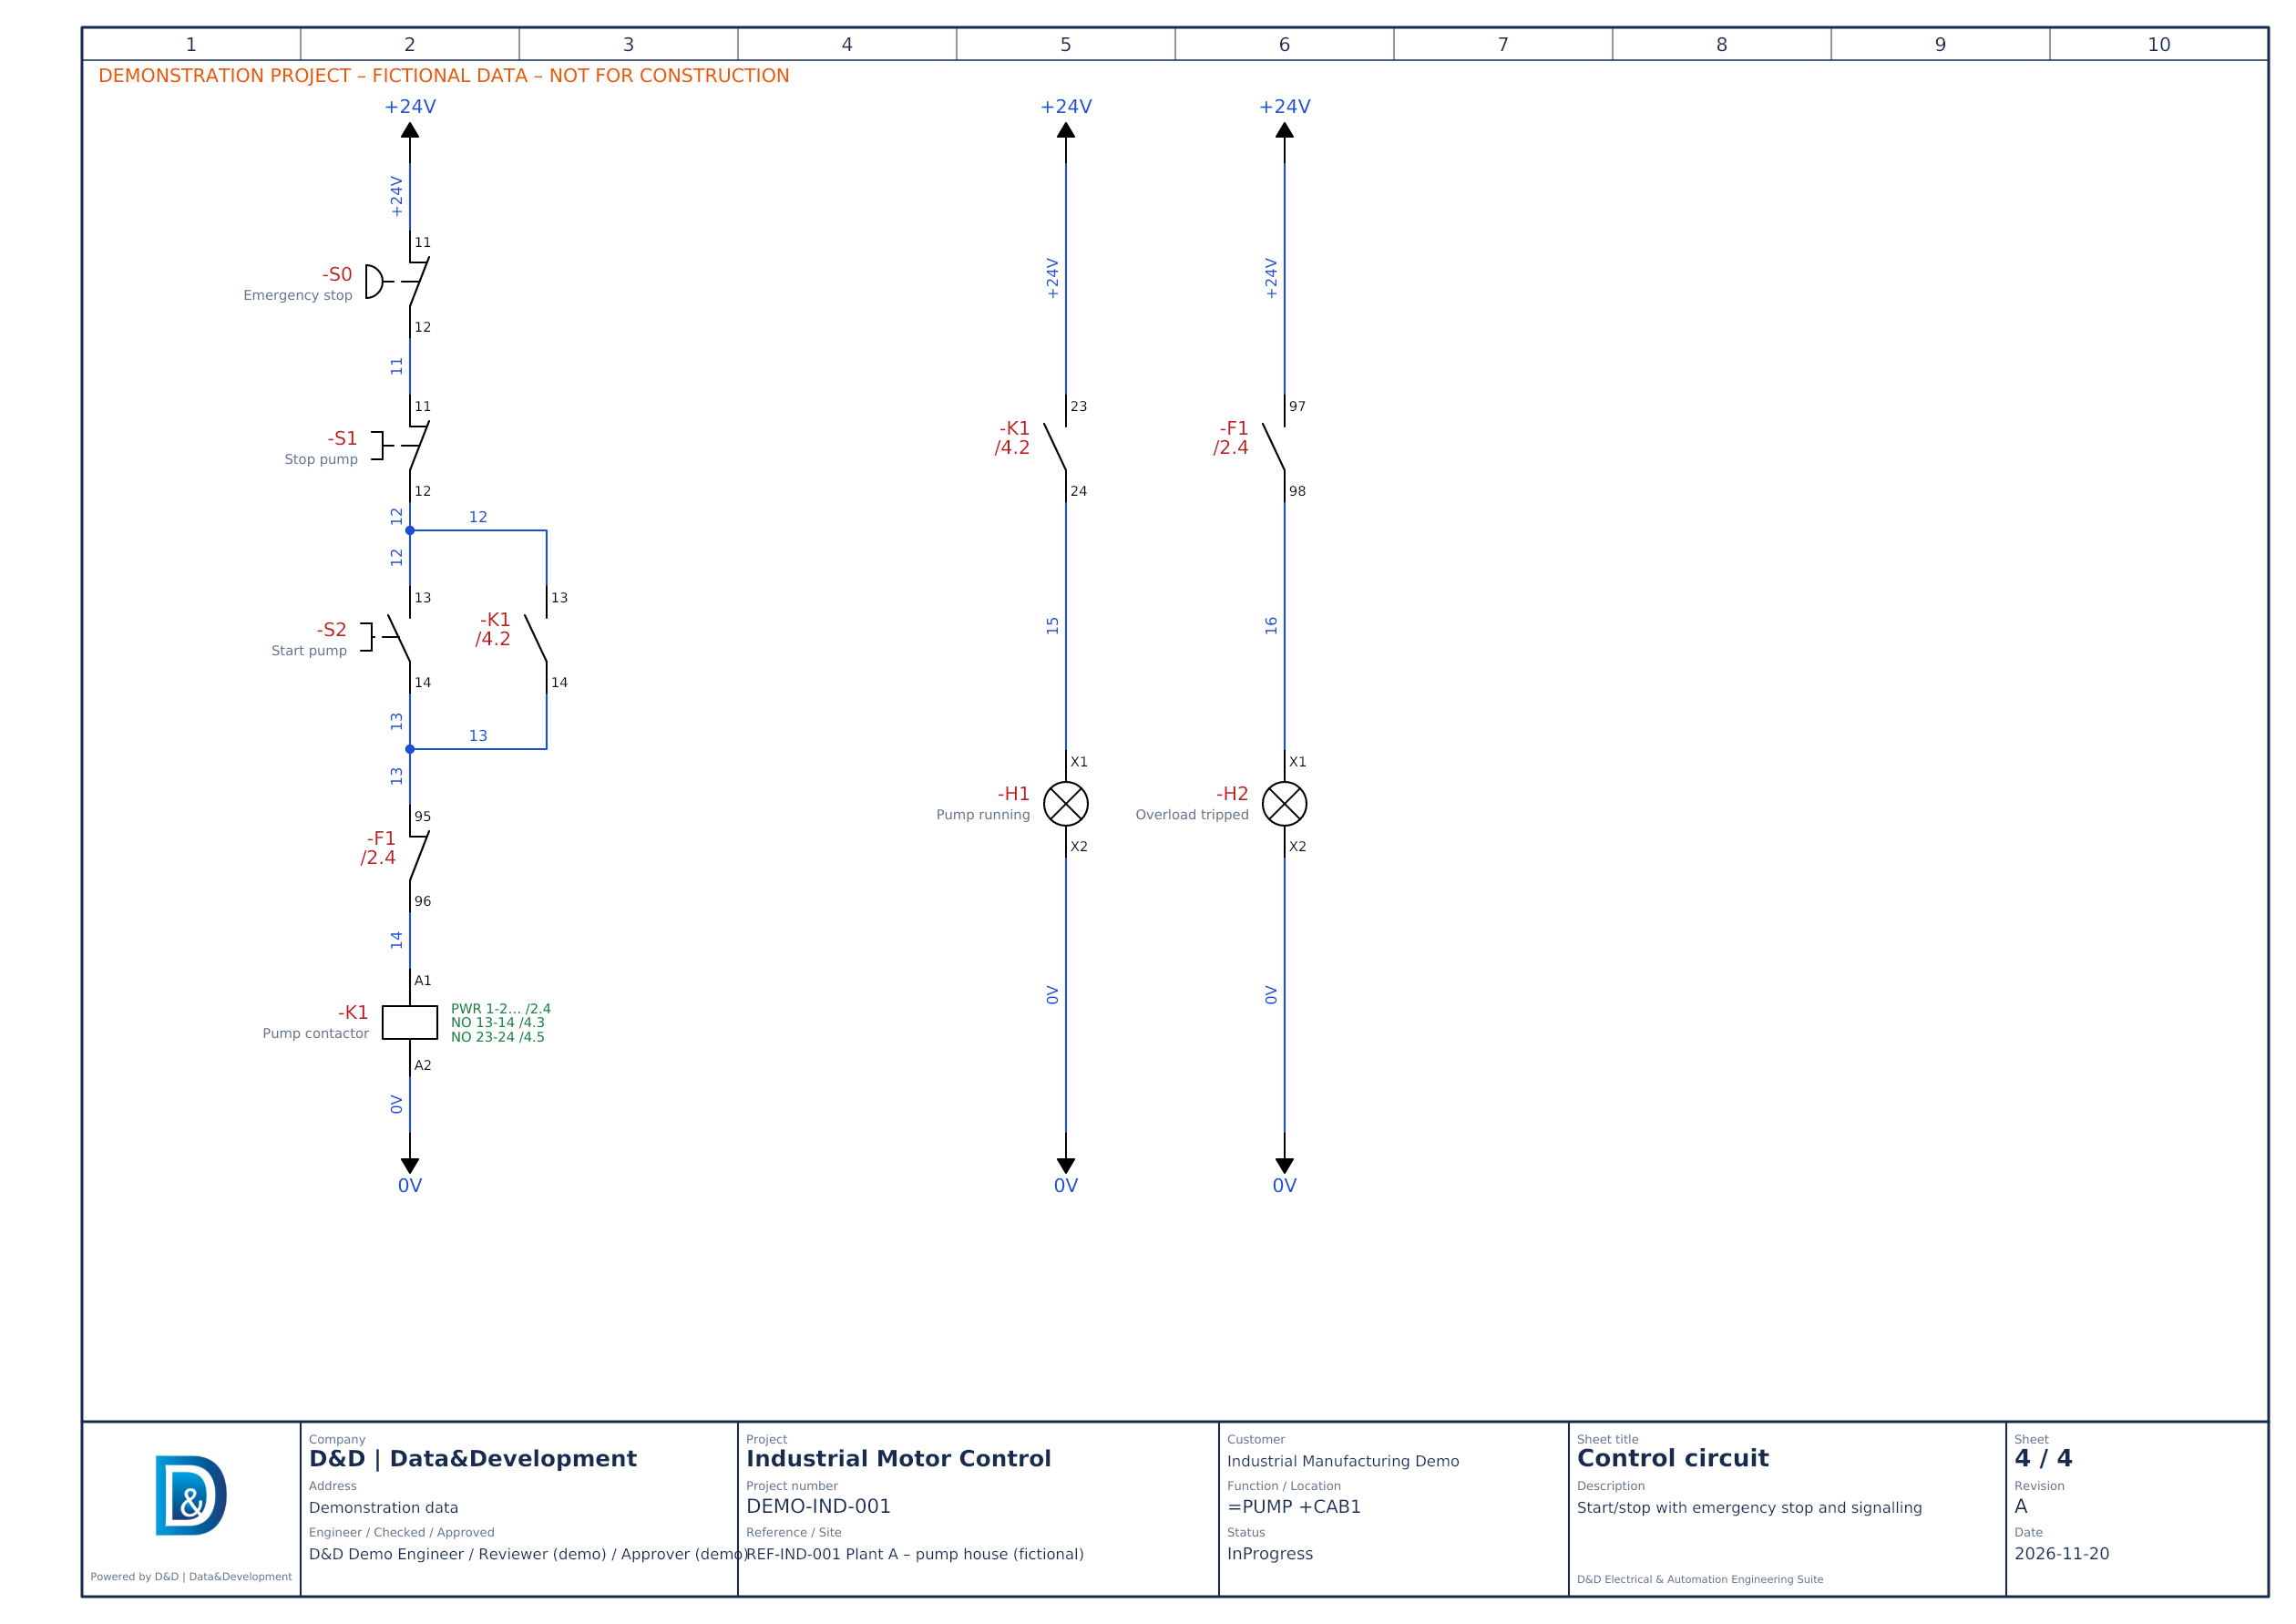 1 2 3 4 5 6 7 8 9 10
DEMONSTRATION PROJECT – FICTIONAL DATA – NOT FOR CONSTRUCTION
+24V +24V +24V
+24V
11
-S0
Emergency stop
12
11
11
-S1
Stop pump
12
12
12
12
13
-S2
Start pump
14
13
-K1
/4.2
14
13
13
13
95
-F1
/2.4
96
14
A1
-K1
Pump contactor
PWR 1-2... /2.4
NO 13-14 /4.3
NO 23-24 /4.5
A2
0V
0V
+24V
23
-K1
/4.2
24
15
X1
-H1
Pump running
X2
0V
0V
+24V
97
-F1
/2.4
98
16
X1
-H2
Overload tripped
X2
0V
0V
D&
Powered by D&D | Data&Development
Company
D&D | Data&Development
Address
Demonstration data
Engineer / Checked / Approved
D&D Demo Engineer / Reviewer (demo) / Approver (demo)
Project
Industrial Motor Control
Project number
DEMO-IND-001
Reference / Site
REF-IND-001 Plant A – pump house (fictional)
Customer
Industrial Manufacturing Demo
Function / Location
=PUMP +CAB1
Status
InProgress
Sheet title
Control circuit
Description
Start/stop with emergency stop and signalling
D&D Electrical & Automation Engineering Suite
Sheet
4 / 4
Revision
A
Date
2026-11-20